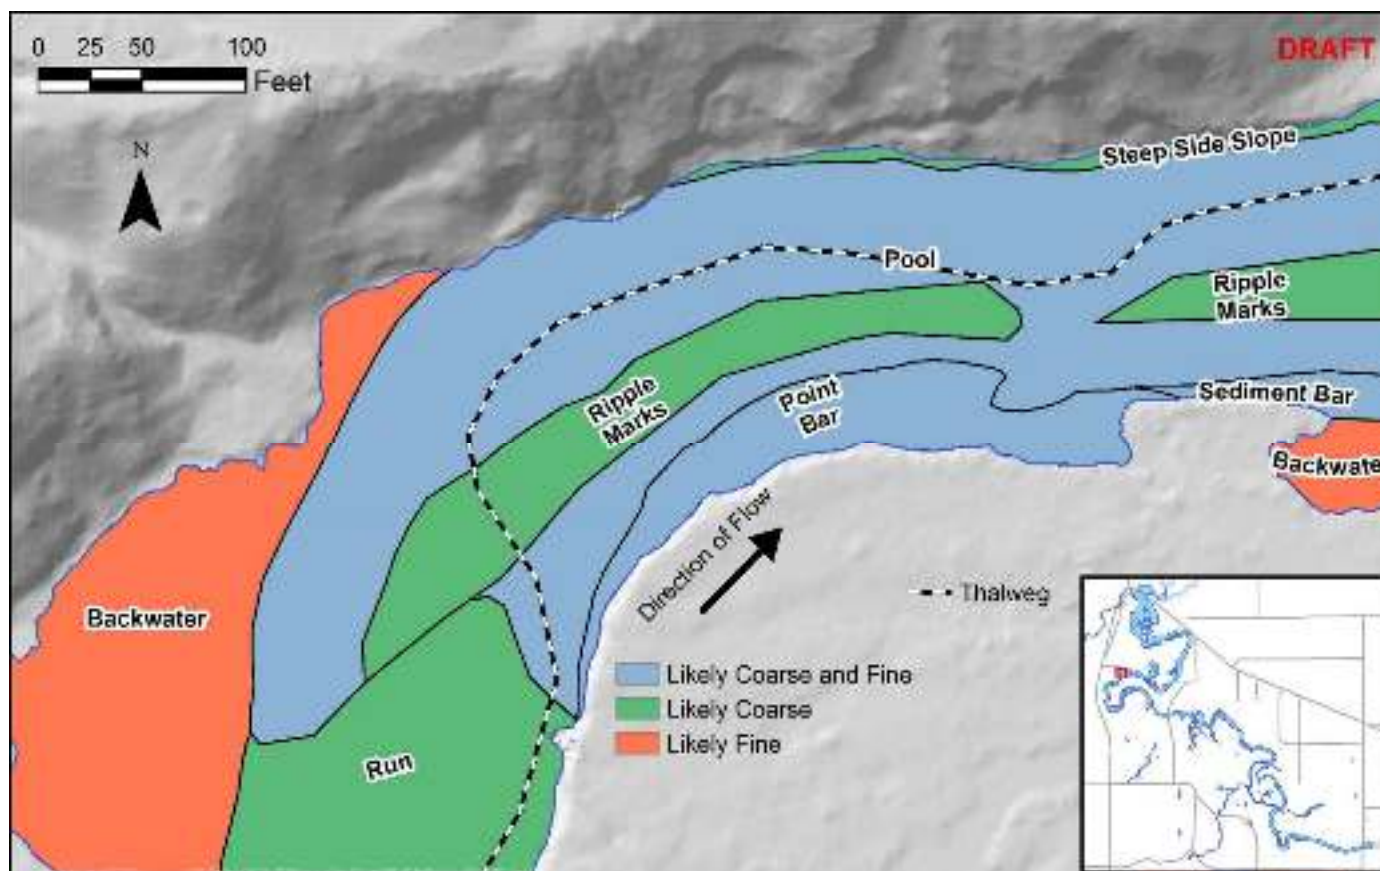 0 25 50 100
Feet
DRAFT
N
Steep Side Slope
Pool
Ripple
Marks
Ripple
Marks
Point
Bar
Sediment Bar
Backwate
Direction of Flow
Thalweg
Backwater
Likely Coarse and Fine
Likely Coarse
Likely Fine
Run